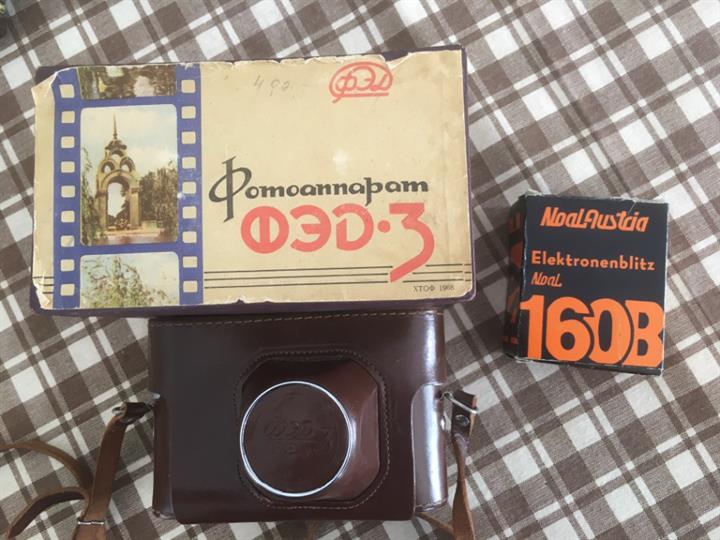 ФЭД
Фотоаппарат
ФЭД·3
ХТОФ 1968
NoalAustria
Elektronenblitz
Noal
160B
ФЭД